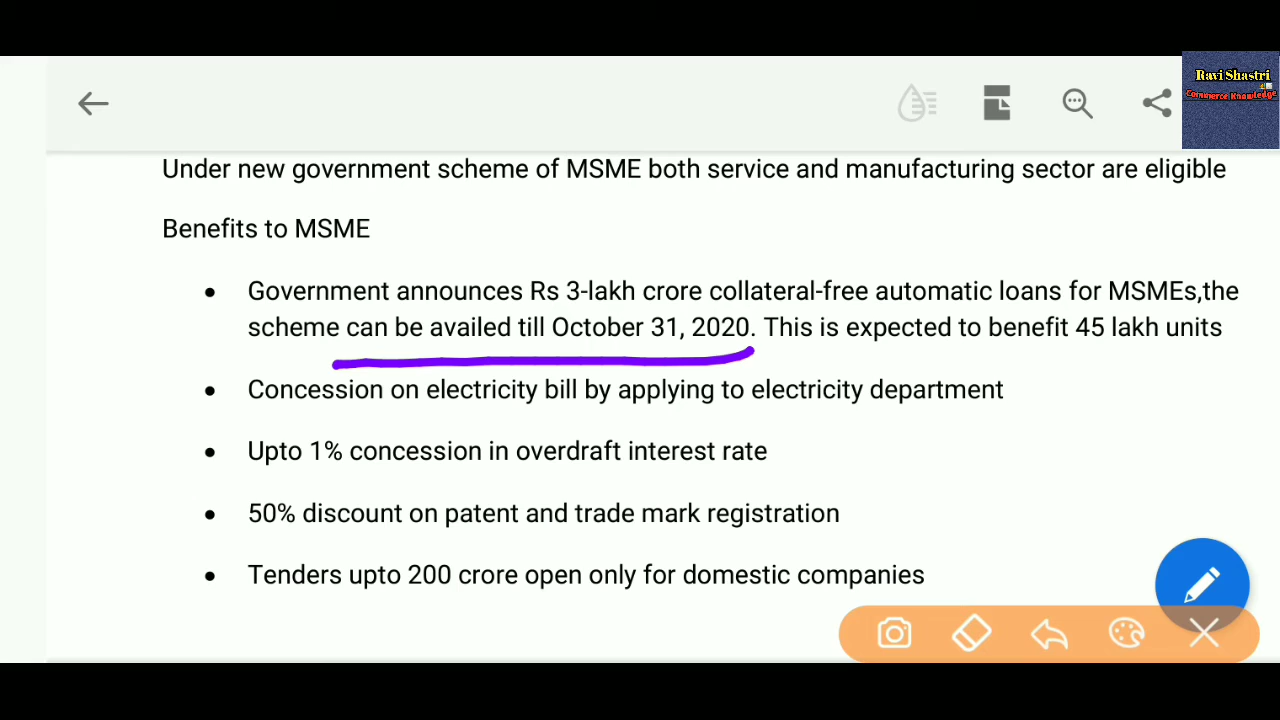 Ravi Shastri
Commerce Knowledge
Under new government scheme of MSME both service and manufacturing sector are eligible
Benefits to MSME
• Government announces Rs 3-lakh crore collateral-free automatic loans for MSMEs,the
scheme can be availed till October 31, 2020. This is expected to benefit 45 lakh units
• Concession on electricity bill by applying to electricity department
• Upto 1% concession in overdraft interest rate
• 50% discount on patent and trade mark registration
• Tenders upto 200 crore open only for domestic companies